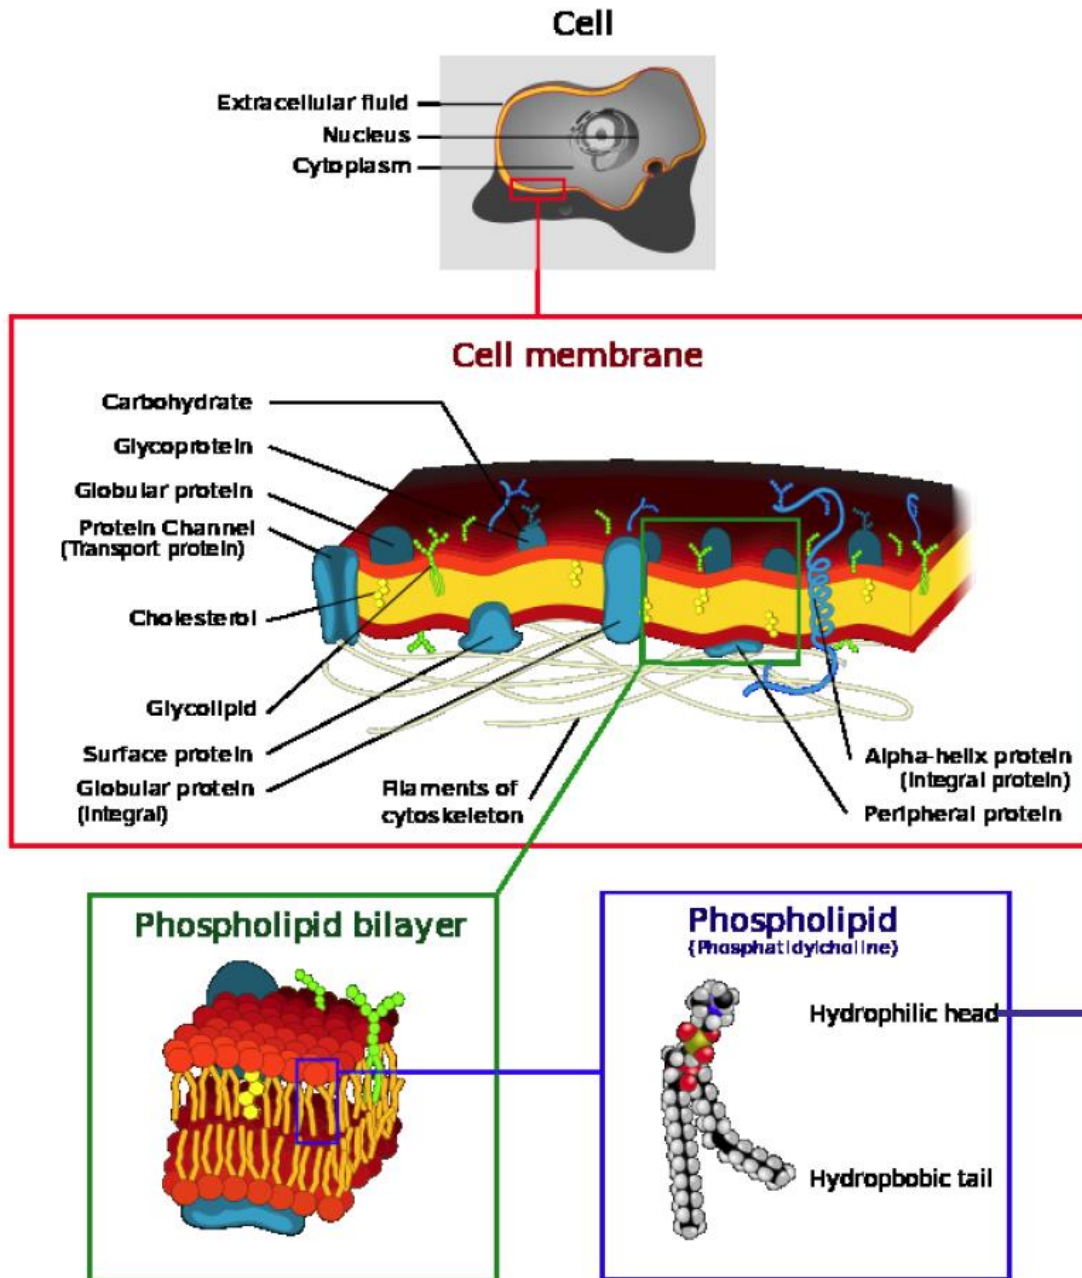 Cell
Extracellular fluid
Nucleus
Cytoplasm
Cell membrane
Carbohydrate
Glycoprotein
Globular protein
Protein Channel
(Transport protein)
Cholesterol
Glycolipid
Surface protein
Globular protein
(Integral)
Filaments of
cytoskeleton
Alpha-helix protein
(Integral protein)
Peripheral protein
Phospholipid bilayer
Phospholipid
(Phosphatidylcholine)
Hydrophilic head
Hydropbobic tail